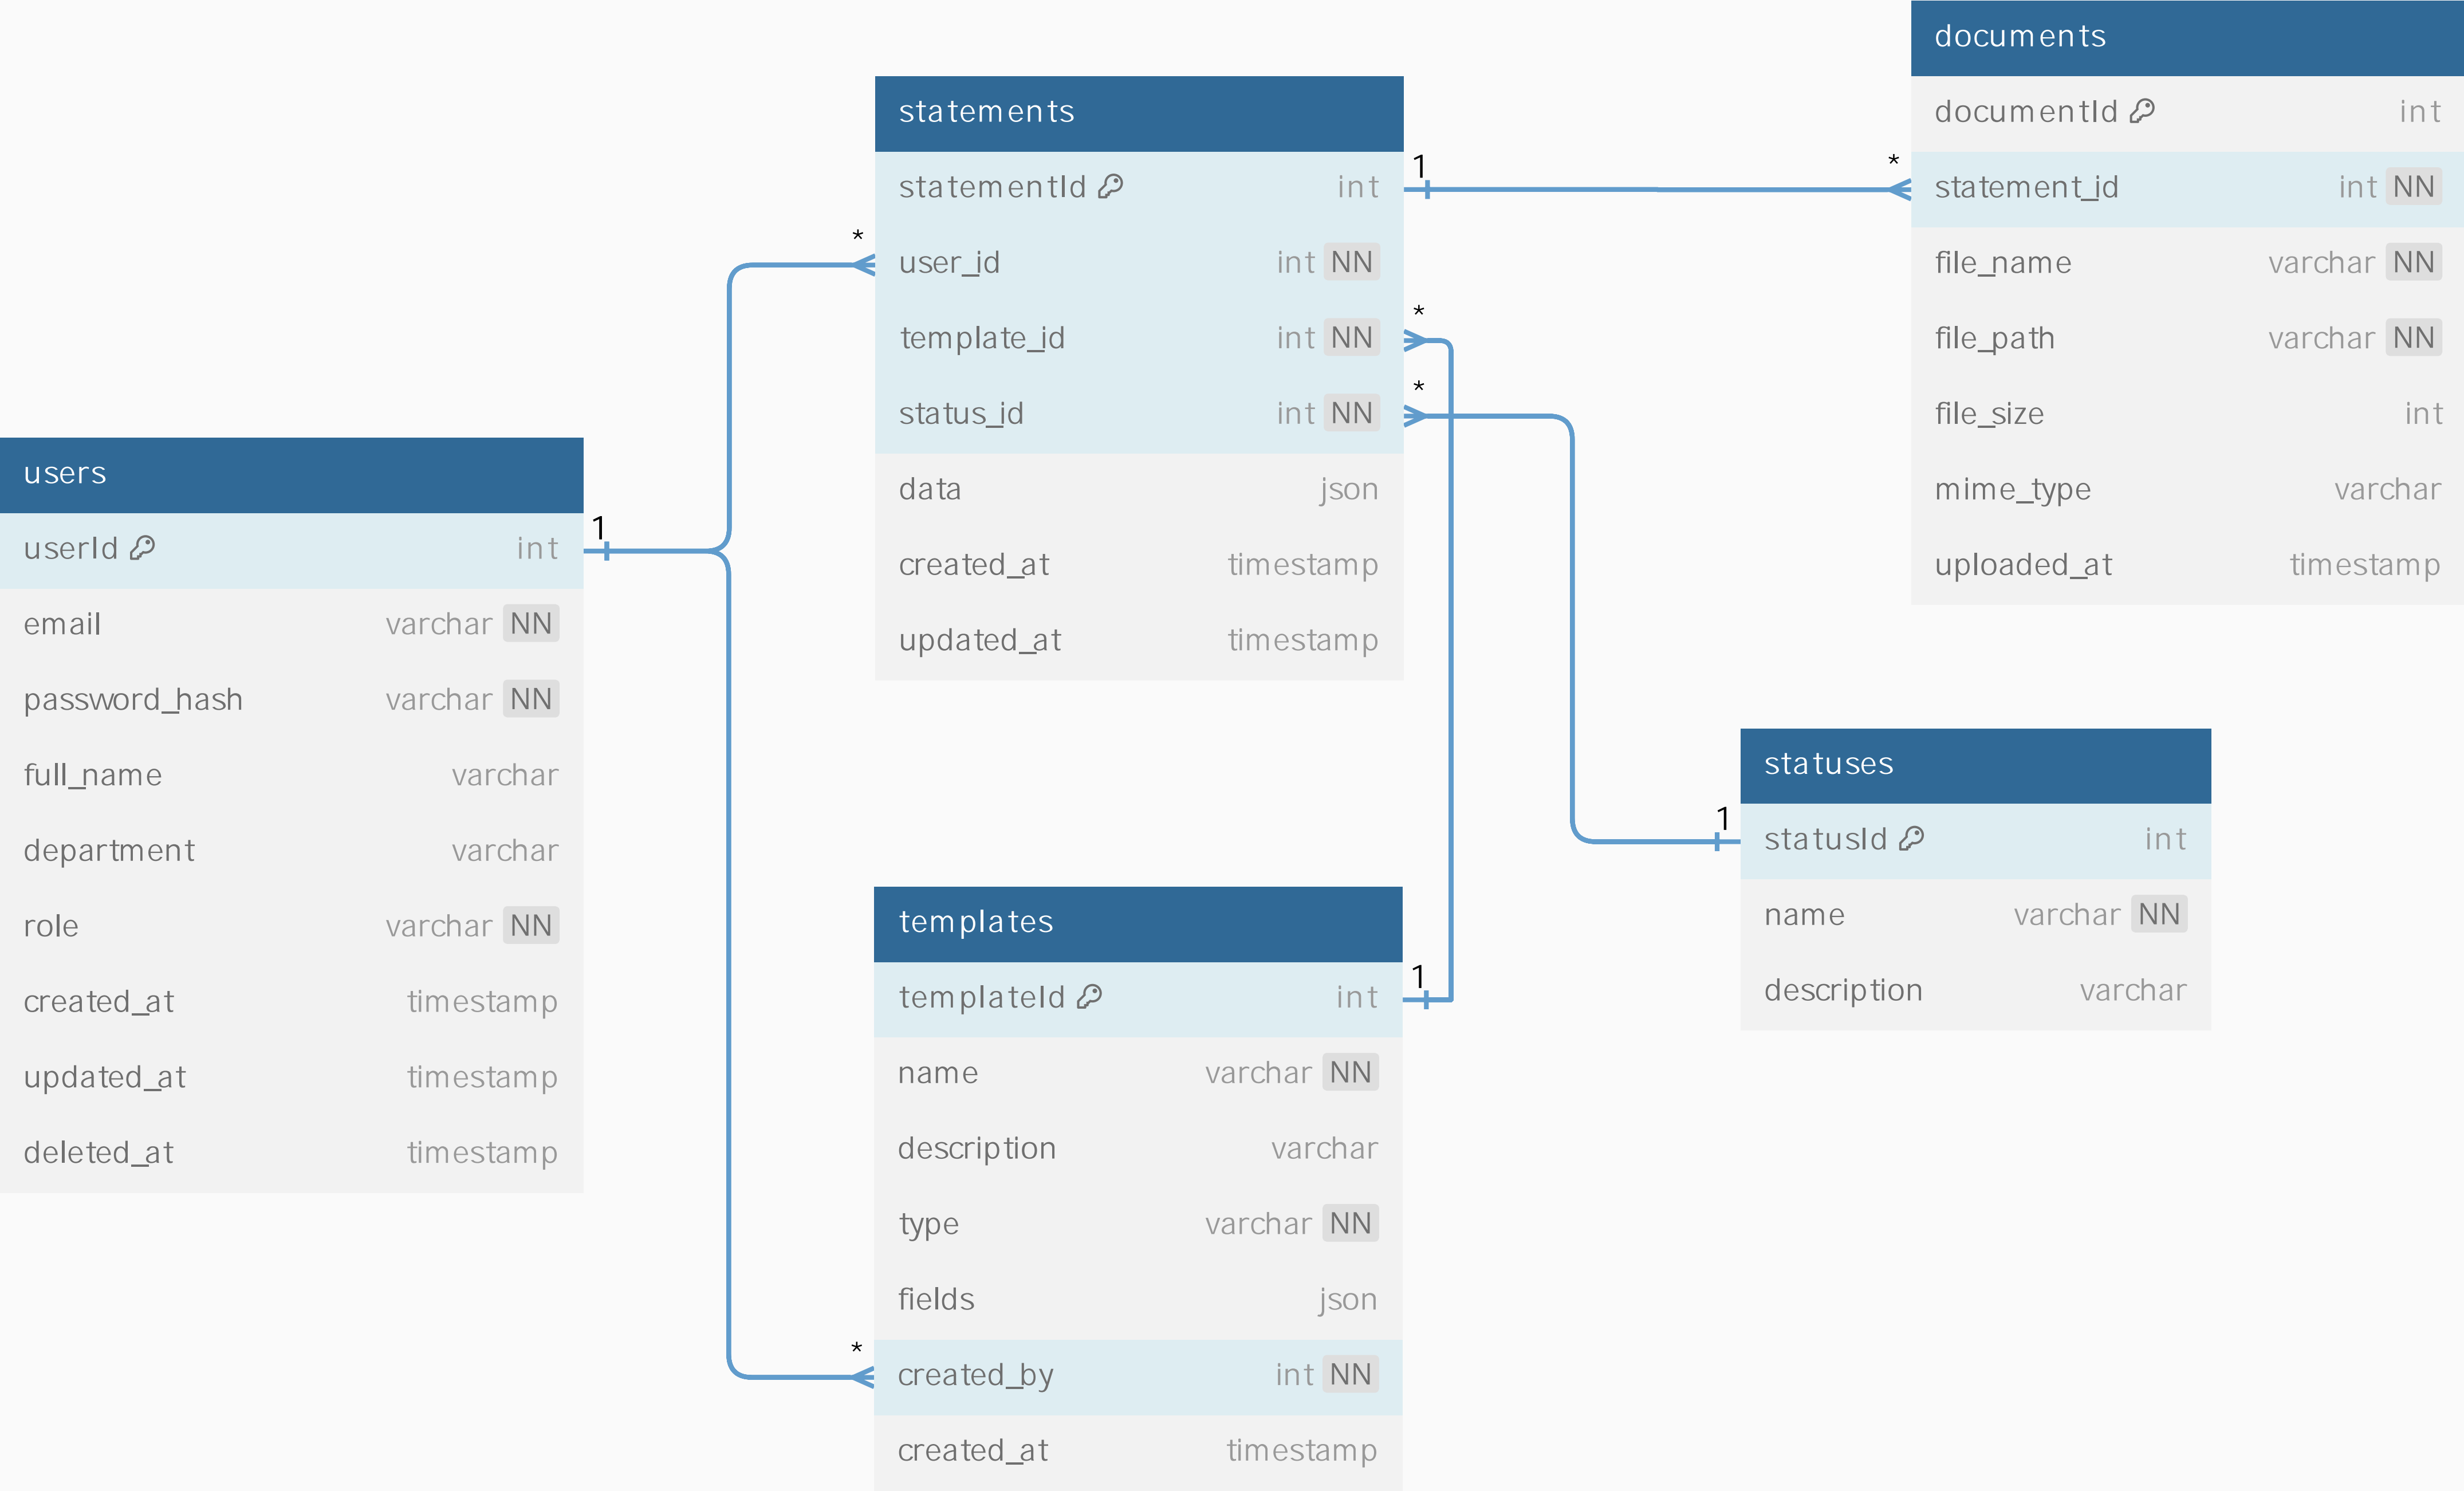 users
userId int
email varchar NN
password_hash varchar NN
full_name varchar
department varchar
role varchar NN
created_at timestamp
updated_at timestamp
deleted_at timestamp
1
*
*
statements
statementId int
user_id int NN
template_id int NN
status_id int NN
data json
created_at timestamp
updated_at timestamp
1
*
*
templates
templateId int
name varchar NN
description varchar
type varchar NN
fields json
created_by int NN
created_at timestamp
1
*
documents
documentId int
statement_id int NN
file_name varchar NN
file_path varchar NN
file_size int
mime_type varchar
uploaded_at timestamp
1
statuses
statusId int
name varchar NN
description varchar